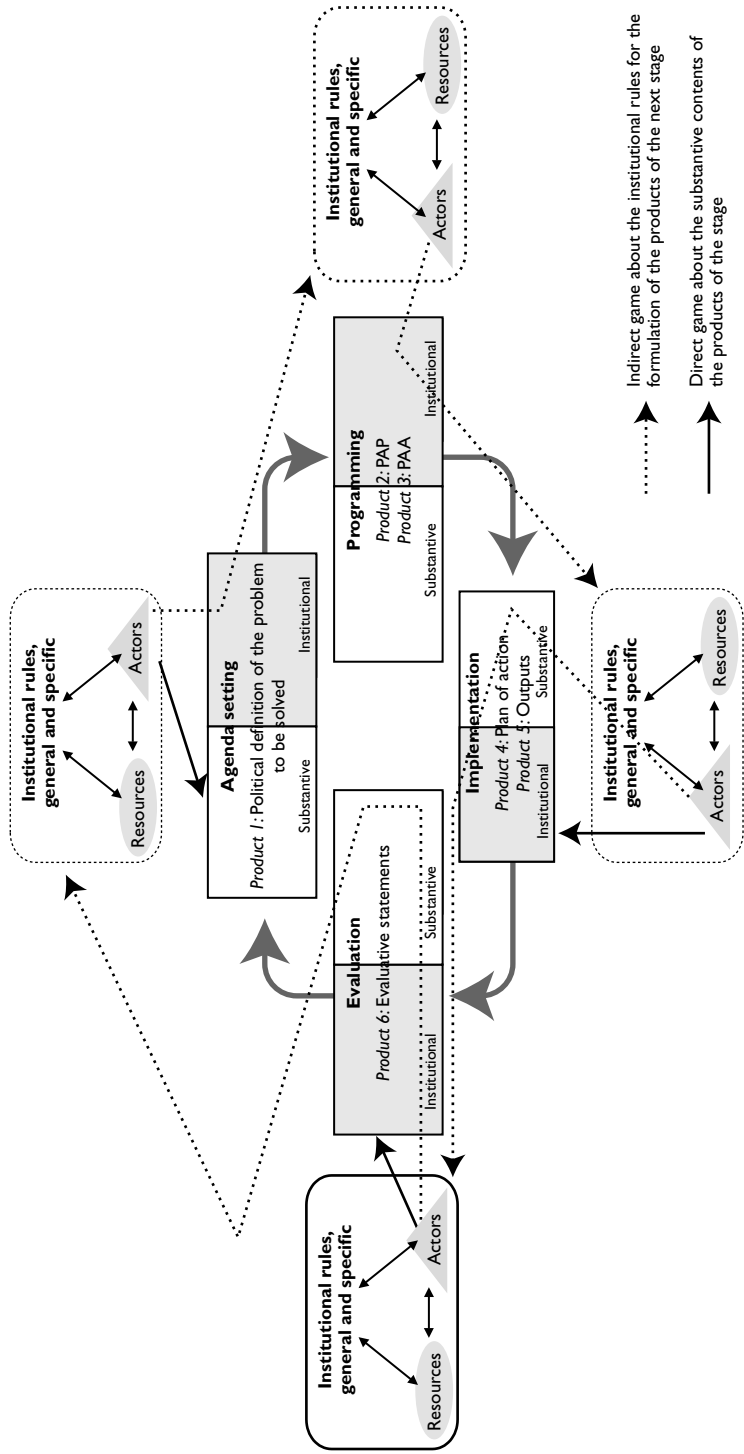 Institutional rules,
general and specific
Resources
Actors
Agenda setting
Product 1: Political definition of the problem
to be solved
Substantive
Institutional
Institutional rules,
general and specific
Resources
Actors
Evaluation
Product 6: Evaluative statements
Institutional
Substantive
Programming
Product 2: PAP
Product 3: PAA
Substantive
Institutional
Institutional rules,
general and specific
Actors
Resources
Implementation
Product 4: Plan of action
Product 5: Outputs
Institutional
Substantive
Institutional rules,
general and specific
Actors
Resources
Indirect game about the institutional rules for the
formulation of the products of the next stage
Direct game about the substantive contents of
the products of the stage